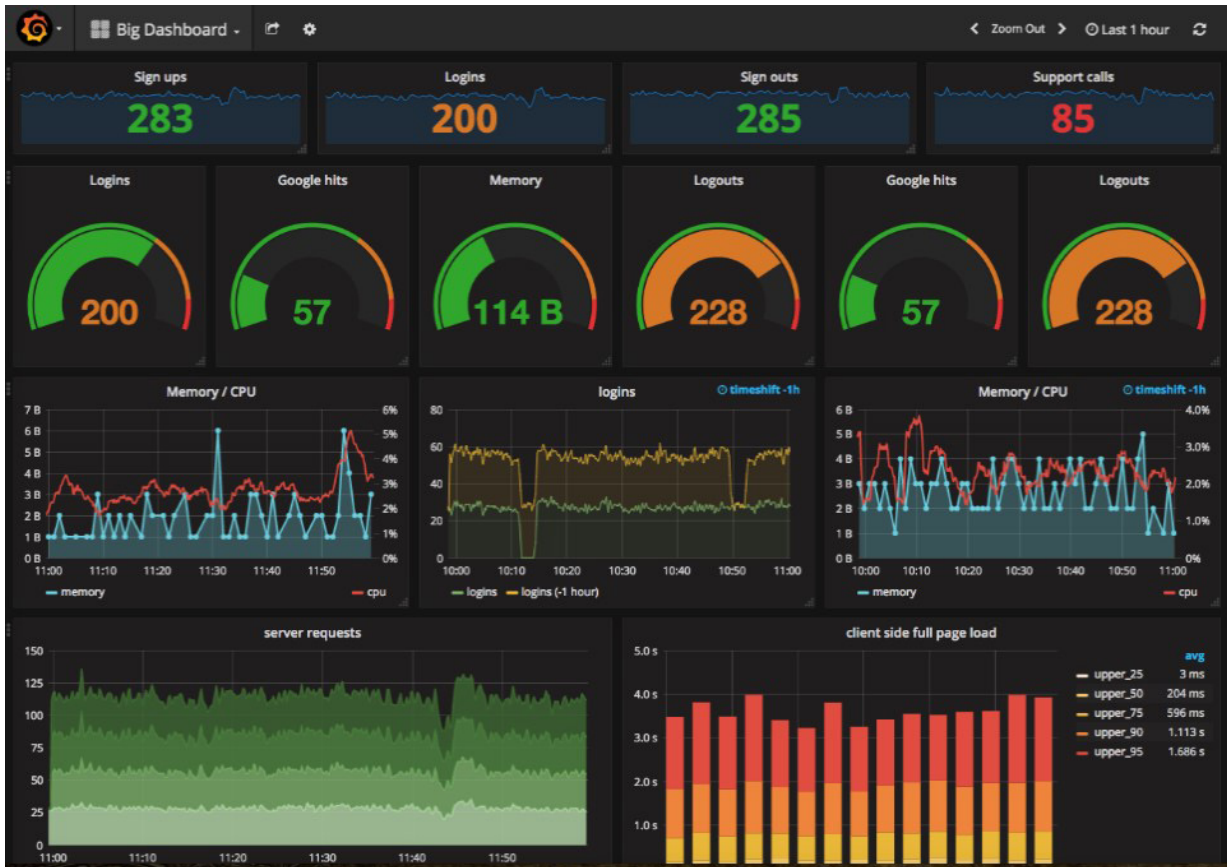 Big Dashboard
Zoom Out
Last 1 hour
Sign ups
283
Logins
200
Sign outs
285
Support calls
85
Logins
200
Google hits
57
Memory
114 B
Logouts
228
Google hits
57
Logouts
228
Memory / CPU
7 B
6 B
5 B
4 B
3 B
2 B
1 B
0 B
6%
5%
4%
3%
2%
1%
0%
11:00 11:10 11:20 11:30 11:40 11:50
memory cpu
logins
timeshift -1h
80
60
40
20
0
10:00 10:10 10:20 10:30 10:40 10:50 11:00
logins logins (-1 hour)
Memory / CPU
timeshift -1h
6 B
5 B
4 B
3 B
2 B
1 B
0 B
4.0%
3.0%
2.0%
1.0%
0%
10:00 10:10 10:20 10:30 10:40 10:50 11:00
memory cpu
server requests
150
125
100
75
50
25
0
11:00 11:10 11:20 11:30 11:40 11:50
client side full page load
5.0 s
4.0 s
3.0 s
2.0 s
1.0 s
avg
upper_25 3 ms
upper_50 204 ms
upper_75 596 ms
upper_90 1.113 s
upper_95 1.686 s